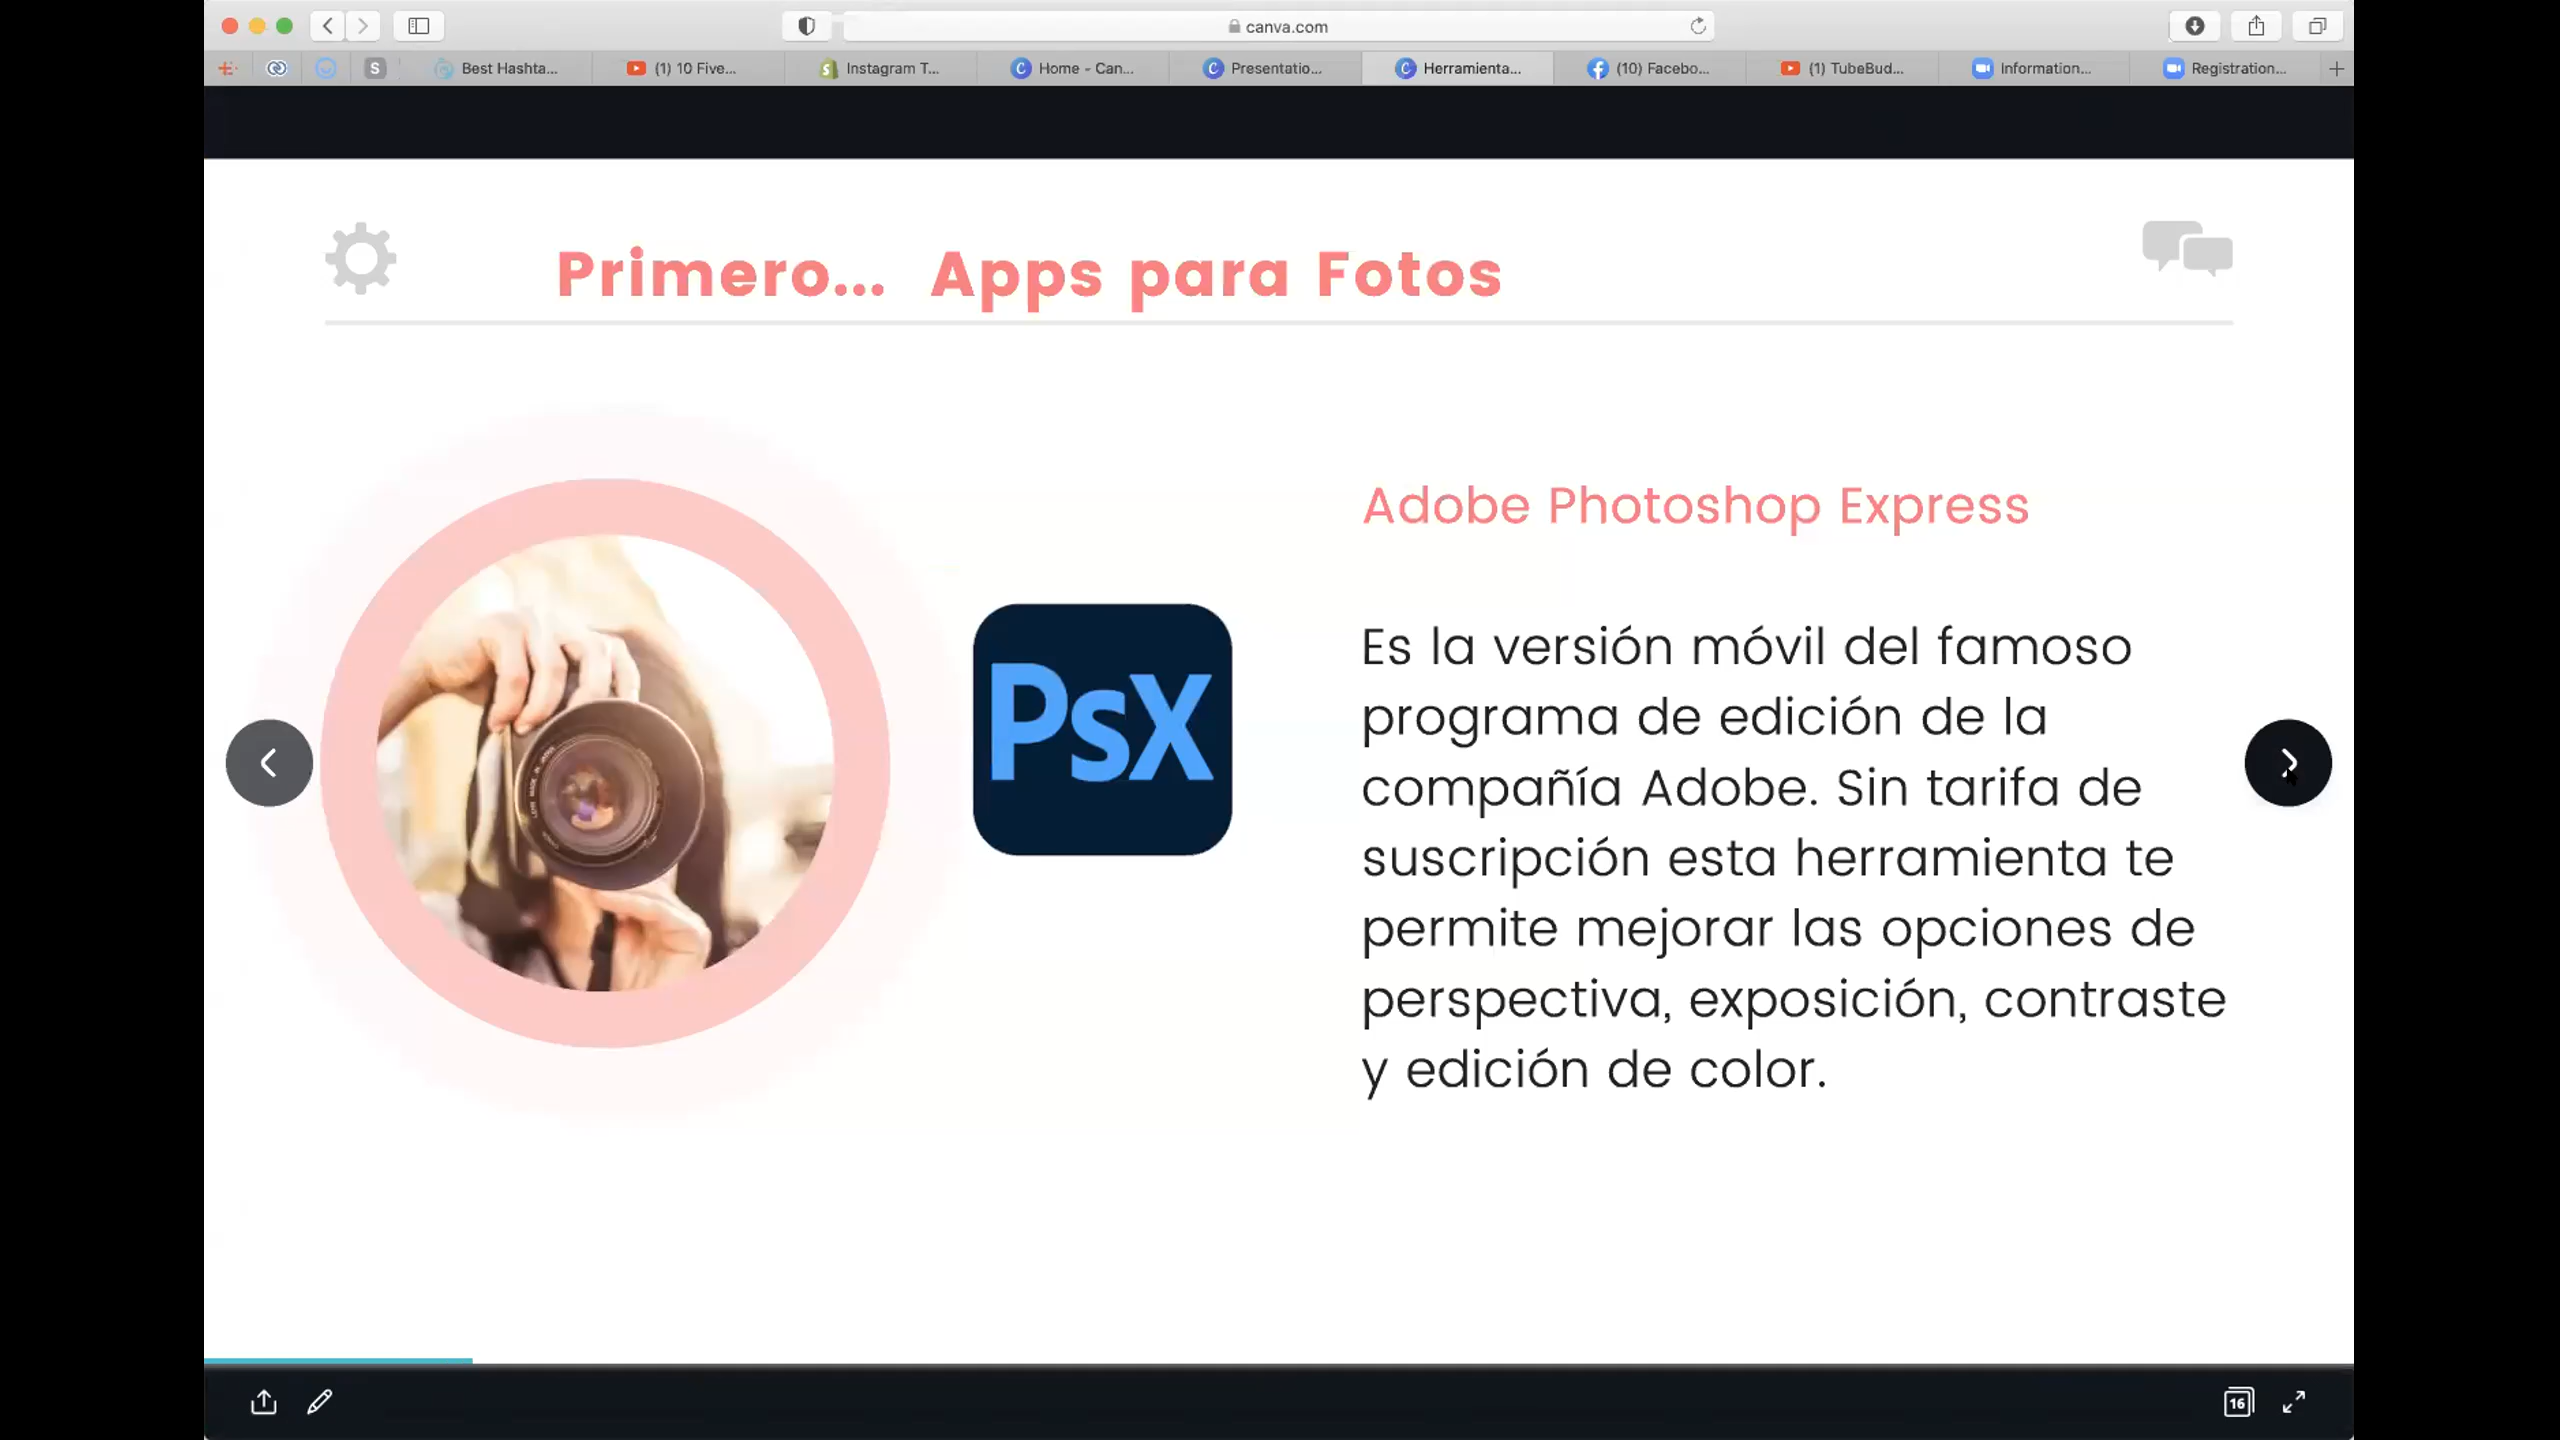 canva.com
S
Best Hashta...
(1) 10 Five...
Instagram T...
Home - Can...
Presentatio...
Herramienta...
(10) Facebo...
(1) TubeBud...
Information...
Registration...
Primero... Apps para Fotos
Adobe Photoshop Express
PsX
Es la versión móvil del famoso
programa de edición de la
compañía Adobe. Sin tarifa de
suscripción esta herramienta te
permite mejorar las opciones de
perspectiva, exposición, contraste
y edición de color.
16